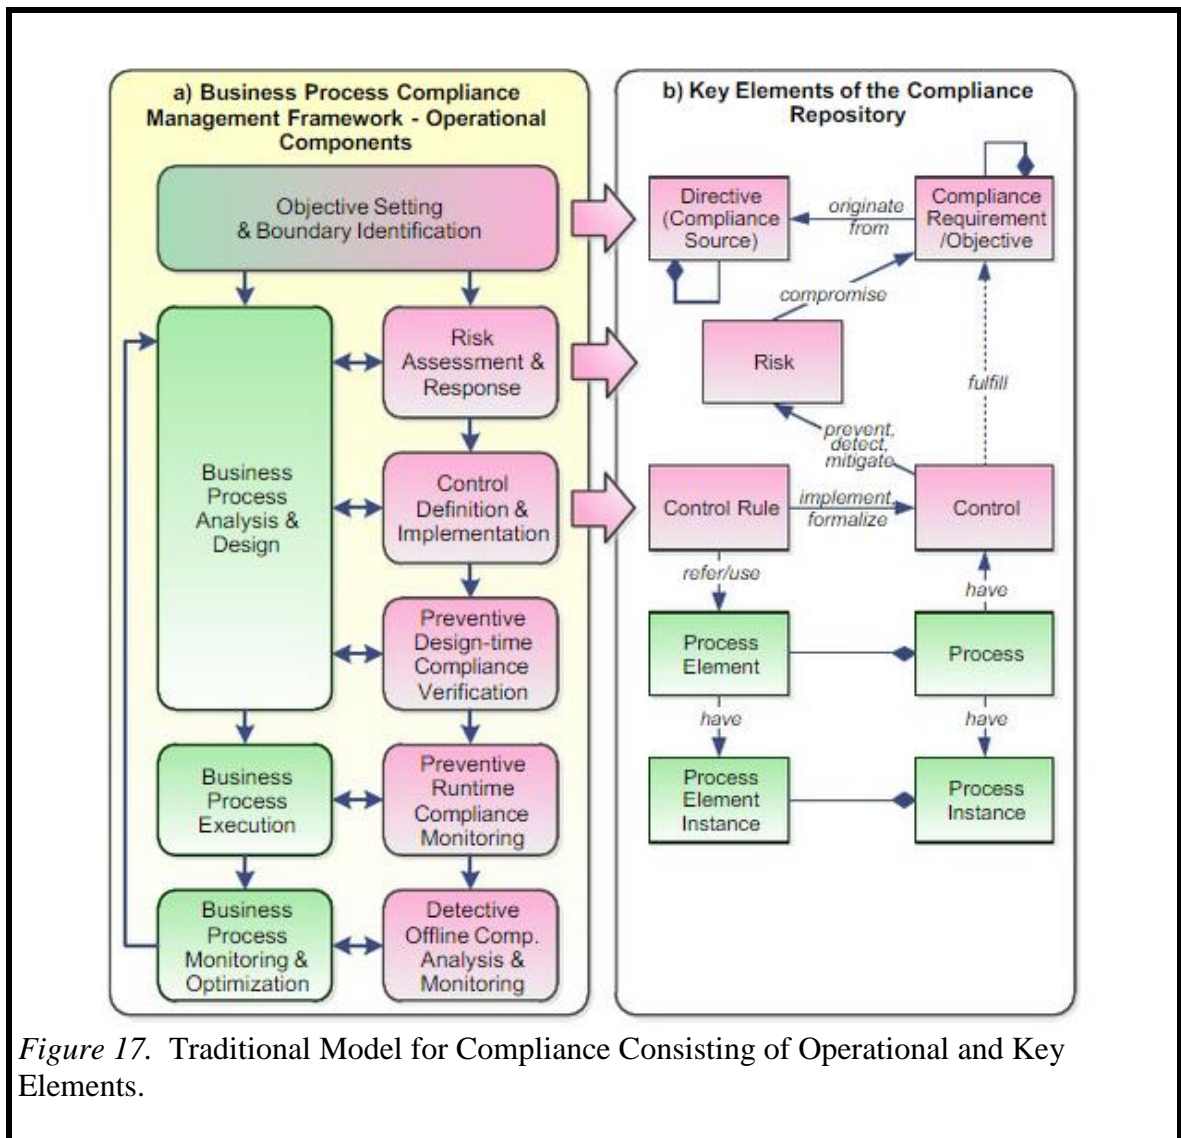 a) Business Process Compliance
Management Framework - Operational
Components
Objective Setting
& Boundary Identification
Business
Process
Analysis &
Design
Risk
Assessment &
Response
Control
Definition &
Implementation
Preventive
Design-time
Compliance
Verification
Business
Process
Execution
Preventive
Runtime
Compliance
Monitoring
Business
Process
Monitoring &
Optimization
Detective
Offline Comp.
Analysis &
Monitoring
b) Key Elements of the Compliance
Repository
Directive
(Compliance
Source)
originate
from
Compliance
Requirement
/Objective
compromise
Risk
fulfill
prevent,
detect,
mitigate
Control Rule
implement,
formalize
Control
refer/use
have
Process
Element
Process
have
have
Process
Element
Instance
Process
Instance
Figure 17. Traditional Model for Compliance Consisting of Operational and Key
Elements.